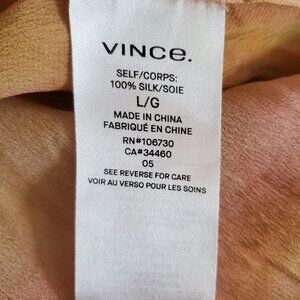 VINCE.
SELF/CORPS:
100% SILK/SOIE
L/G
MADE IN CHINA
FABRIQUÉ EN CHINE
RN#106730
CA#34460
05
SEE REVERSE FOR CARE
VOIR AU VERSO POUR LES SOINS